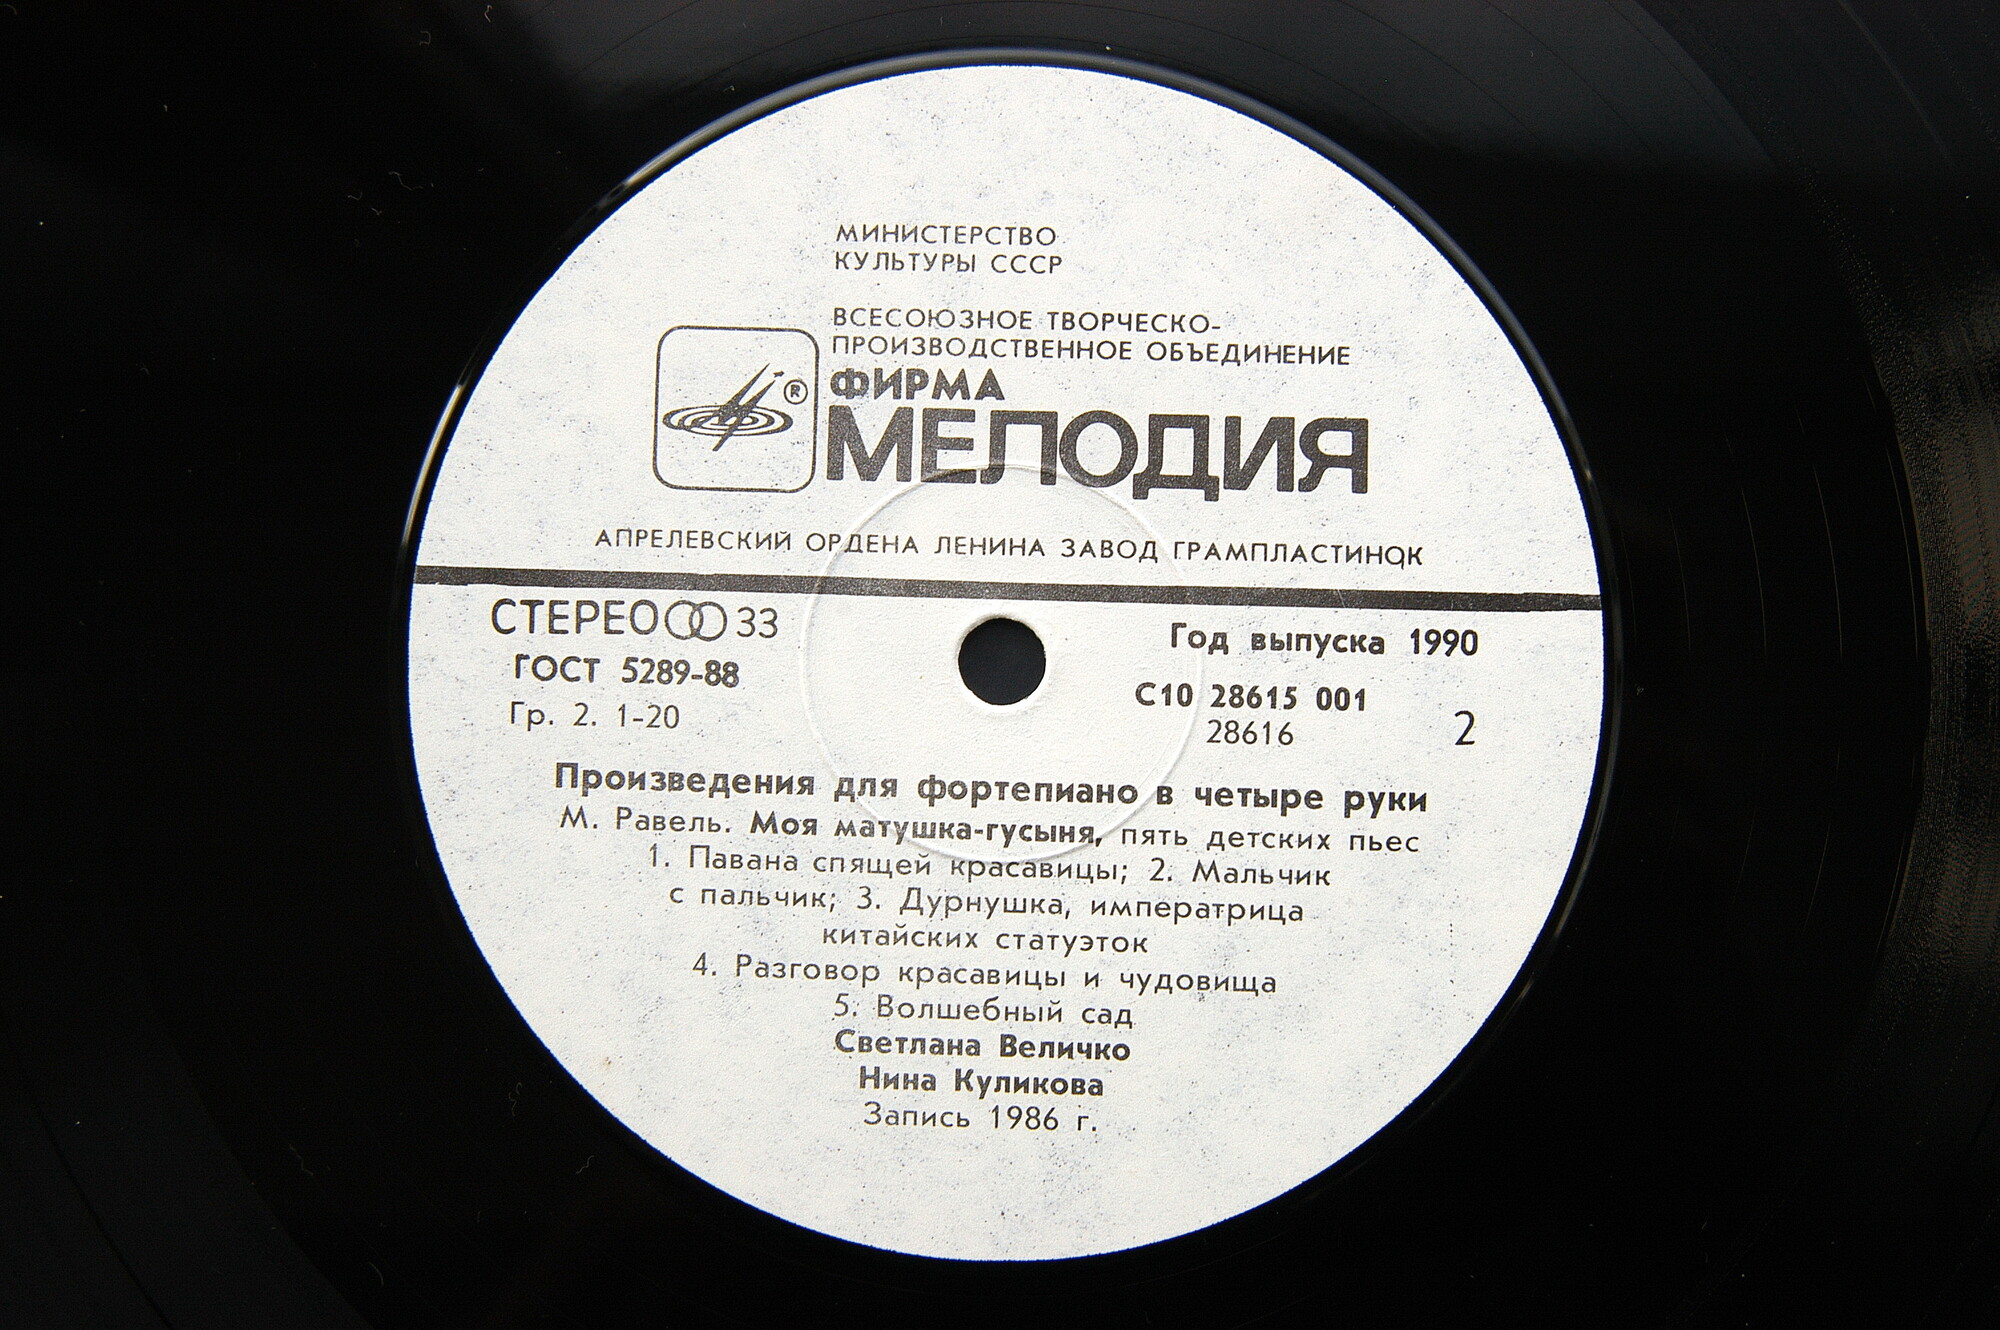 МИНИСТЕРСТВО
КУЛЬТУРЫ СССР
ВСЕСОЮЗНОЕ ТВОРЧЕСКО-
ПРОИЗВОДСТВЕННОЕ ОБЪЕДИНЕНИЕ
®
ФИРМА
МЕЛОДИЯ
АПРЕЛЕВСКИЙ ОРДЕНА ЛЕНИНА ЗАВОД ГРАМПЛАСТИНОК
СТЕРЕО 33
ГОСТ 5289-88
Гр. 2. 1-20
Год выпуска 1990
С10 28615 001
28616
2
Произведения для фортепиано в четыре руки
М. Равель. Моя матушка-гусыня, пять детских пьес
1. Павана спящей красавицы; 2. Мальчик
с пальчик; 3. Дурнушка, императрица
китайских статуэток
4. Разговор красавицы и чудовища
5. Волшебный сад
Светлана Величко
Нина Куликова
Запись 1986 г.